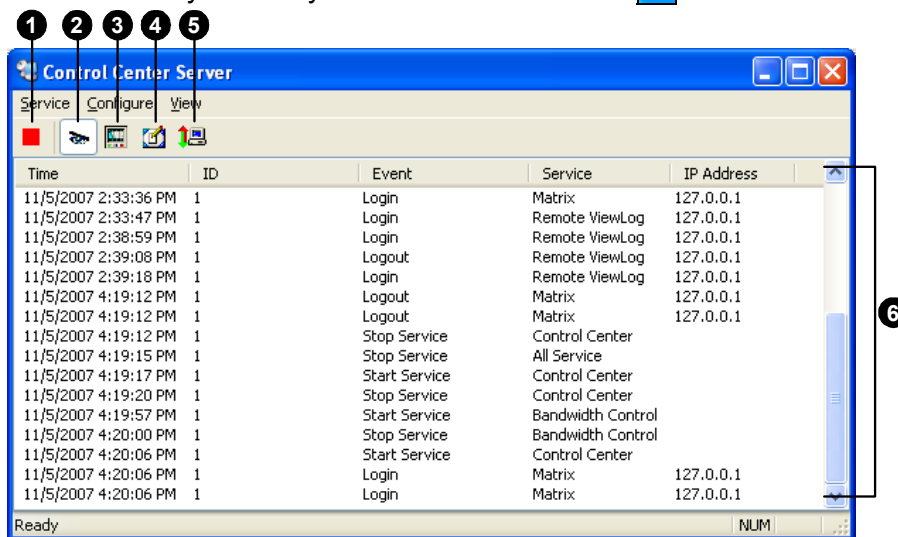 1 2 3 4 5
Control Center Server
Service Configure View
Time ID Event Service IP Address
11/5/2007 2:33:36 PM 1 Login Matrix 127.0.0.1
11/5/2007 2:33:47 PM 1 Login Remote ViewLog 127.0.0.1
11/5/2007 2:38:59 PM 1 Login Remote ViewLog 127.0.0.1
11/5/2007 2:39:08 PM 1 Logout Remote ViewLog 127.0.0.1
11/5/2007 2:39:18 PM 1 Login Remote ViewLog 127.0.0.1
11/5/2007 4:19:12 PM 1 Logout Matrix 127.0.0.1
11/5/2007 4:19:12 PM 1 Logout Matrix 127.0.0.1
6
11/5/2007 4:19:12 PM 1 Stop Service Control Center
11/5/2007 4:19:15 PM 1 Stop Service All Service
11/5/2007 4:19:17 PM 1 Start Service Control Center
11/5/2007 4:19:20 PM 1 Stop Service Control Center
11/5/2007 4:19:57 PM 1 Start Service Bandwidth Control
11/5/2007 4:20:00 PM 1 Stop Service Bandwidth Control
11/5/2007 4:20:06 PM 1 Start Service Control Center
11/5/2007 4:20:06 PM 1 Login Matrix 127.0.0.1
11/5/2007 4:20:06 PM 1 Login Matrix 127.0.0.1
Ready NUM